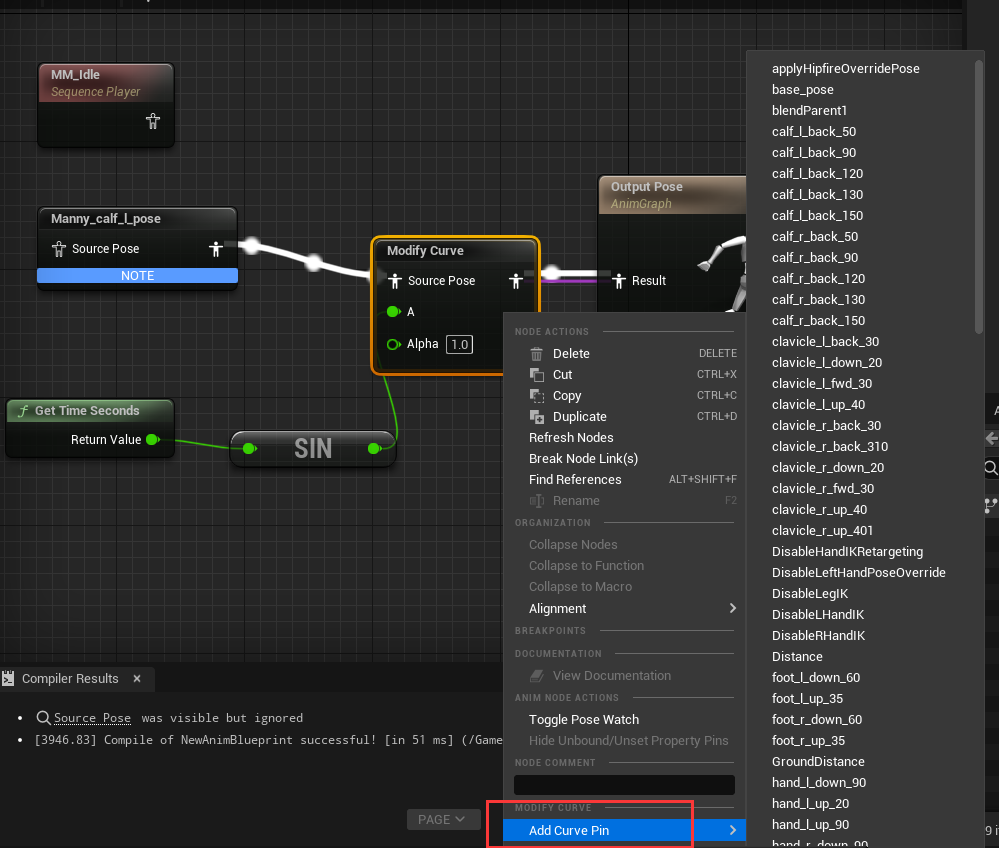 MM_Idle
Sequence Player
Manny_calf_l_pose
Source Pose
NOTE
Modify Curve
Source Pose
A
Alpha 1.0
Output Pose
AnimGraph
Result
Get Time Seconds
Return Value
SIN
NODE ACTIONS
Delete DELETE
Cut CTRL+X
Copy CTRL+C
Duplicate CTRL+D
Refresh Nodes
Break Node Link(s)
Find References ALT+SHIFT+F
Rename F2
ORGANIZATION
Collapse Nodes
Collapse to Function
Collapse to Macro
Alignment
BREAKPOINTS
DOCUMENTATION
View Documentation
ANIM NODE ACTIONS
Toggle Pose Watch
Hide Unbound/Unset Property Pins
NODE COMMENT
MODIFY CURVE
Add Curve Pin
applyHipfireOverridePose
base_pose
blendParent1
calf_l_back_50
calf_l_back_90
calf_l_back_120
calf_l_back_130
calf_l_back_150
calf_r_back_50
calf_r_back_90
calf_r_back_120
calf_r_back_130
calf_r_back_150
clavicle_l_back_30
clavicle_l_down_20
clavicle_l_fwd_30
clavicle_l_up_40
clavicle_r_back_30
clavicle_r_back_310
clavicle_r_down_20
clavicle_r_fwd_30
clavicle_r_up_40
clavicle_r_up_401
DisableHandIKRetargeting
DisableLeftHandPoseOverride
DisableLegIK
DisableLHandIK
DisableRHandIK
Distance
foot_l_down_60
foot_l_up_35
foot_r_down_60
foot_r_up_35
GroundDistance
hand_l_down_90
hand_l_up_20
hand_l_up_90
hand_r_down_90
Compiler Results
Source Pose was visible but ignored
[3946.83] Compile of NewAnimBlueprint successful! [in 51 ms] (/Game
PAGE